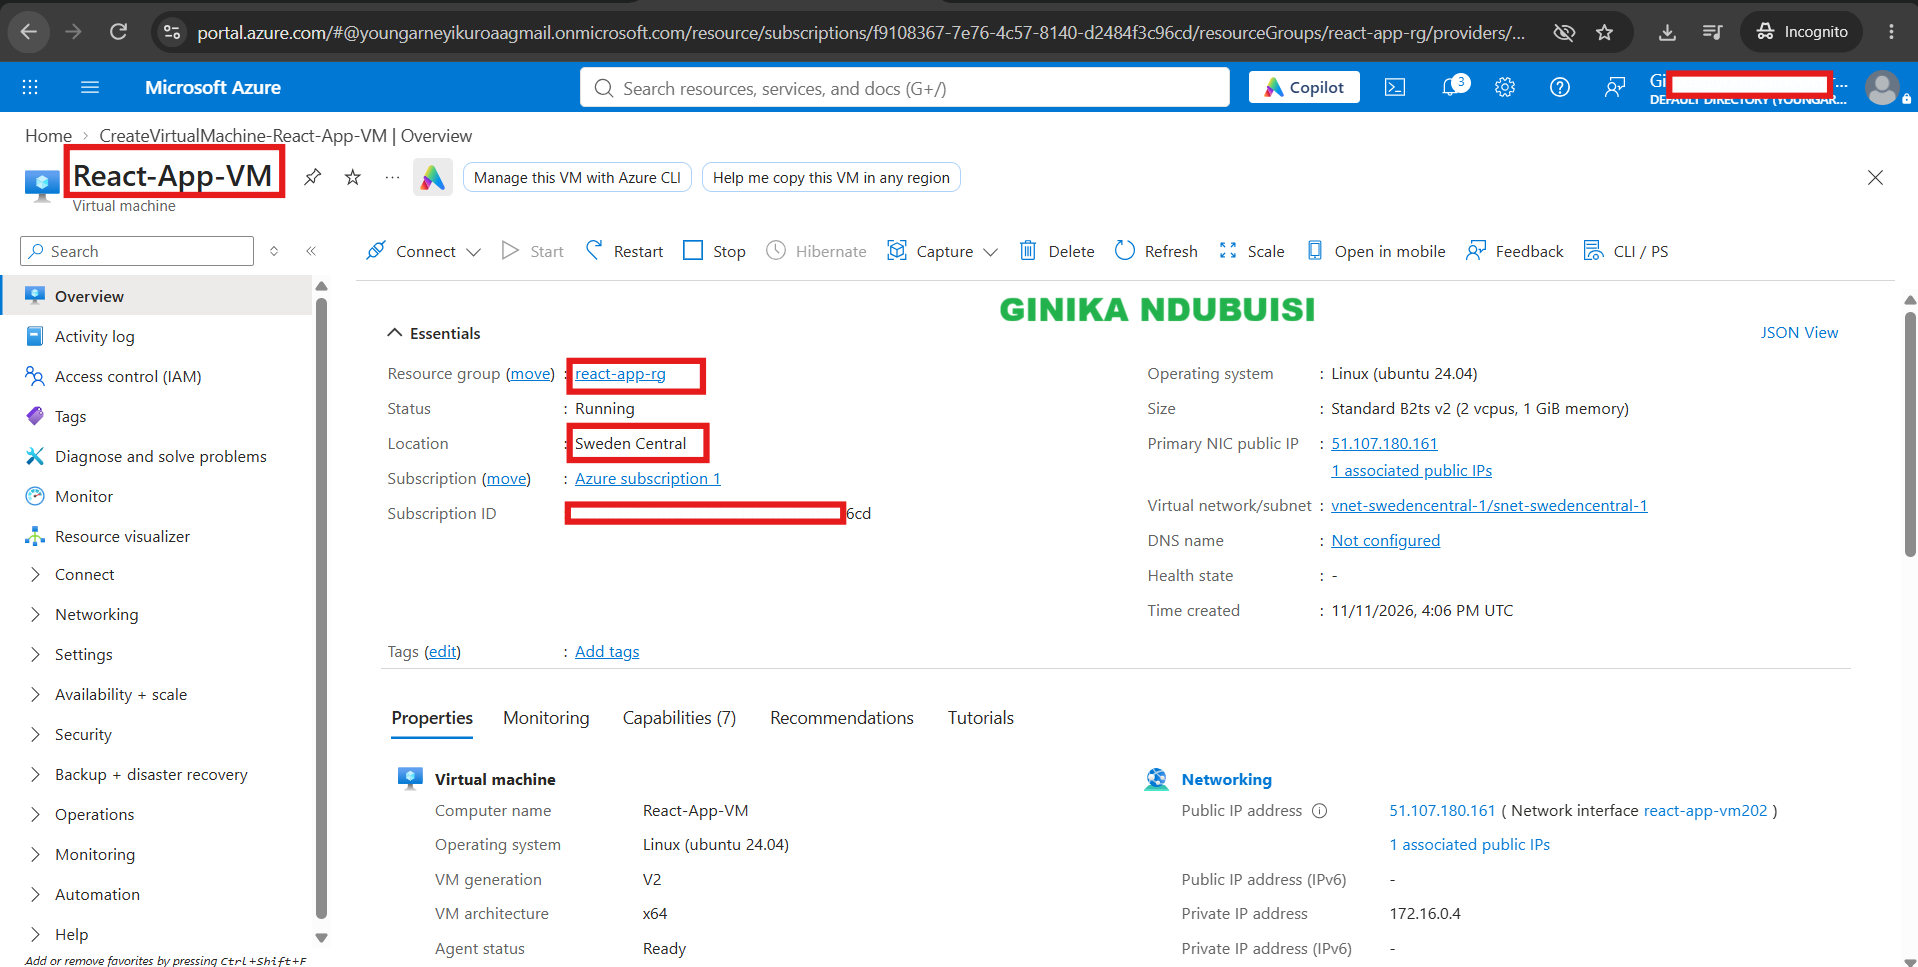 portal.azure.com/#@youngarneyikuroaagmail.onmicrosoft.com/resource/subscriptions/f9108367-7e76-4c57-8140-d2484f3c96cd/resourceGroups/react-app-rg/providers/...
Incognito
Microsoft Azure
Search resources, services, and docs (G+/)
Copilot
3
Gi
...
DEFAULT DIRECTORY (YOUNGAR...
Home > CreateVirtualMachine-React-App-VM | Overview
React-App-VM
...
Manage this VM with Azure CLI
Help me copy this VM in any region
Virtual machine
Search
Connect
Start
Restart
Stop
Hibernate
Capture
Delete
Refresh
Scale
Open in mobile
Feedback
CLI / PS
Overview
Activity log
Access control (IAM)
Tags
Diagnose and solve problems
Monitor
Resource visualizer
Connect
Networking
Settings
Availability + scale
Security
Backup + disaster recovery
Operations
Monitoring
Automation
Help
Add or remove favorites by pressing Ctrl+Shift+F
GINIKA NDUBUISI
Essentials
JSON View
Resource group (move) : react-app-rg
Status : Running
Location : Sweden Central
Subscription (move) : Azure subscription 1
Subscription ID 6cd
Operating system : Linux (ubuntu 24.04)
Size : Standard B2ts v2 (2 vcpus, 1 GiB memory)
Primary NIC public IP : 51.107.180.161
1 associated public IPs
Virtual network/subnet : vnet-swedencentral-1/snet-swedencentral-1
DNS name : Not configured
Health state : -
Time created : 11/11/2026, 4:06 PM UTC
Tags (edit) : Add tags
Properties
Monitoring
Capabilities (7)
Recommendations
Tutorials
Virtual machine
Computer name React-App-VM
Operating system Linux (ubuntu 24.04)
VM generation V2
VM architecture x64
Agent status Ready
Networking
Public IP address 51.107.180.161 ( Network interface react-app-vm202 )
1 associated public IPs
Public IP address (IPv6) -
Private IP address 172.16.0.4
Private IP address (IPv6) -